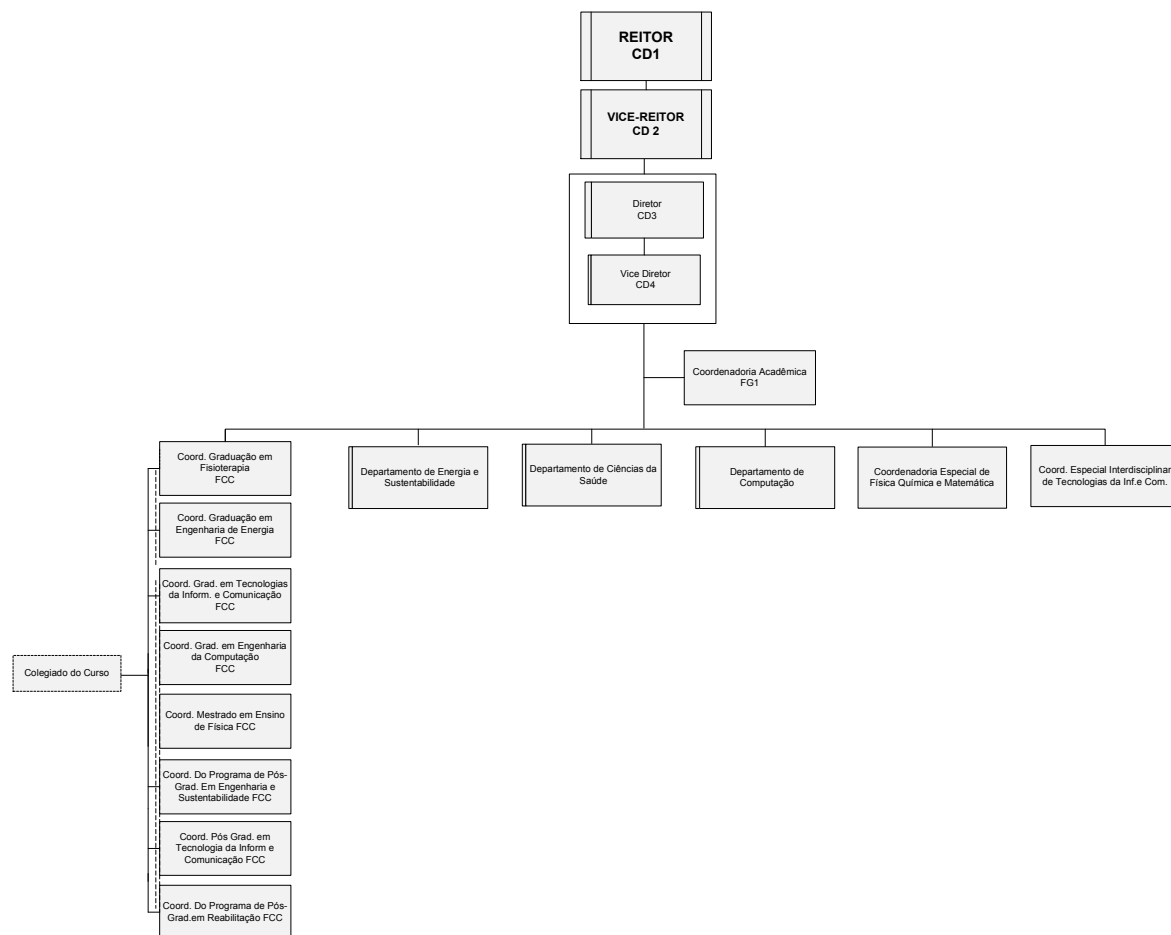 REITOR
CD1
VICE-REITOR
CD 2
Diretor
CD3
Vice Diretor
CD4
Coordenadoria Acadêmica
FG1
Coord. Graduação em
Fisioterapia
FCC
Departamento de Energia e
Sustentabilidade
Departamento de Ciências da
Saúde
Departamento de
Computação
Coordenadoria Especial de
Física Química e Matemática
Coord. Especial Interdisciplinar
de Tecnologias da Inf.e Com.
Coord. Graduação em
Engenharia de Energia
FCC
Coord. Grad. em Tecnologias
da Inform. e Comunicação
FCC
Coord. Grad. em Engenharia
da Computação
FCC
Colegiado do Curso
Coord. Mestrado em Ensino
de Física FCC
Coord. Do Programa de Pós-
Grad. Em Engenharia e
Sustentabilidade FCC
Coord. Pós Grad. em
Tecnologia da Inform e
Comunicação FCC
Coord. Do Programa de Pós-
Grad.em Reabilitação FCC